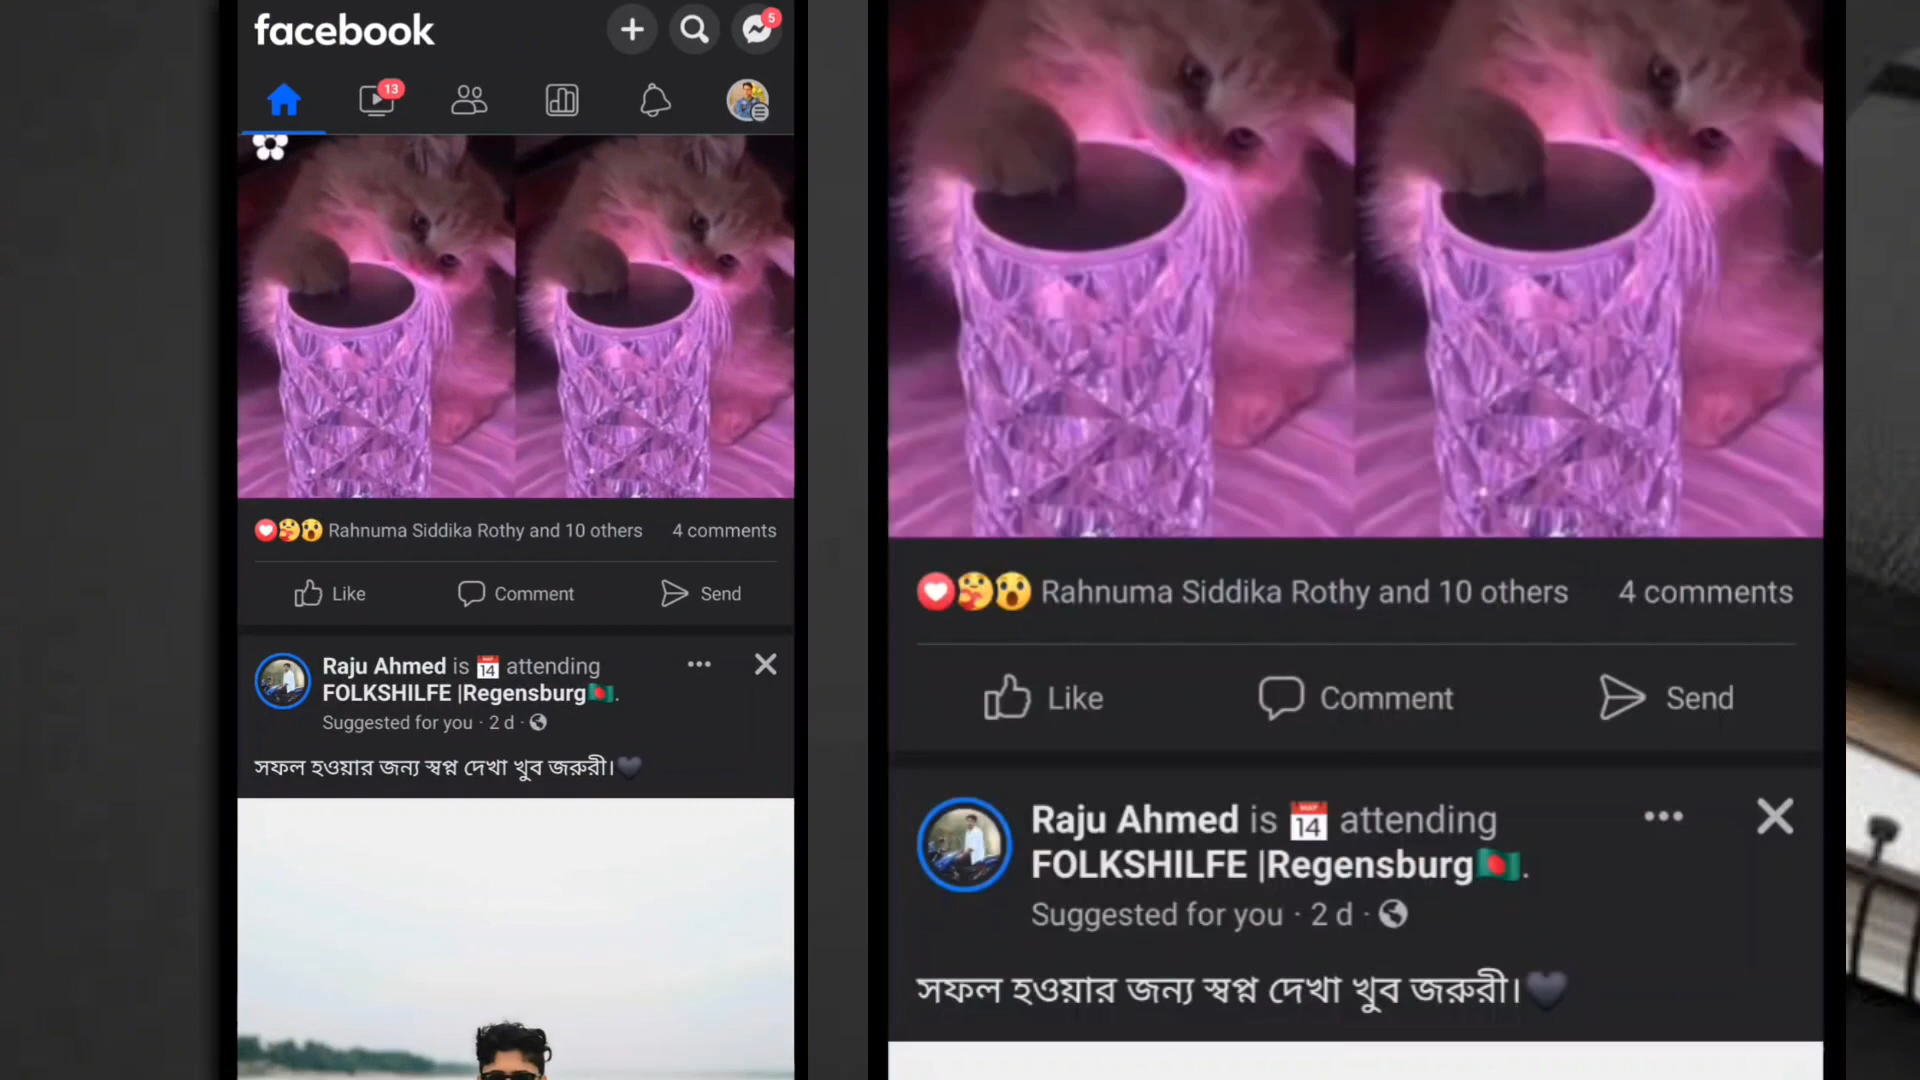 facebook
5
13
Rahnuma Siddika Rothy and 10 others 4 comments
Like Comment Send
Raju Ahmed is 14 attending
FOLKSHILFE |Regensburg🇧🇩.
Suggested for you · 2 d ·
সফল হওয়ার জন্য স্বপ্ন দেখা খুব জরুরী।🖤
Rahnuma Siddika Rothy and 10 others 4 comments
Like Comment Send
Raju Ahmed is MAY 14 attending
FOLKSHILFE |Regensburg🇧🇩.
Suggested for you · 2 d ·
সফল হওয়ার জন্য স্বপ্ন দেখা খুব জরুরী।🖤